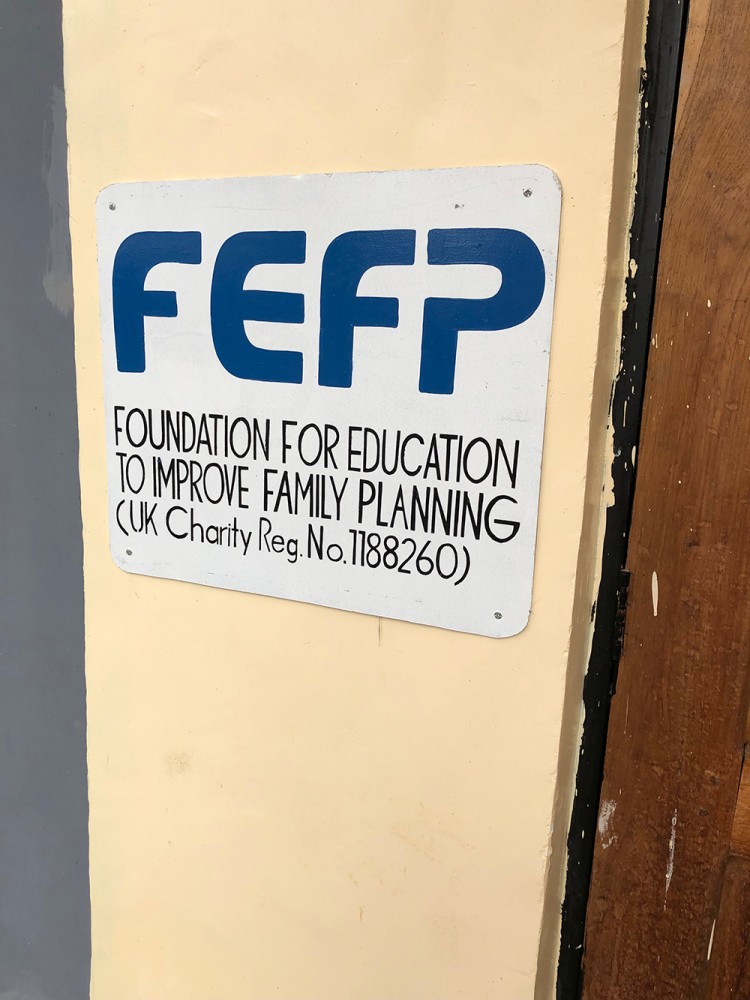 FEFP
FOUNDATION FOR EDUCATION
TO IMPROVE FAMILY PLANNING
(UK Charity Reg. No. 1188260)